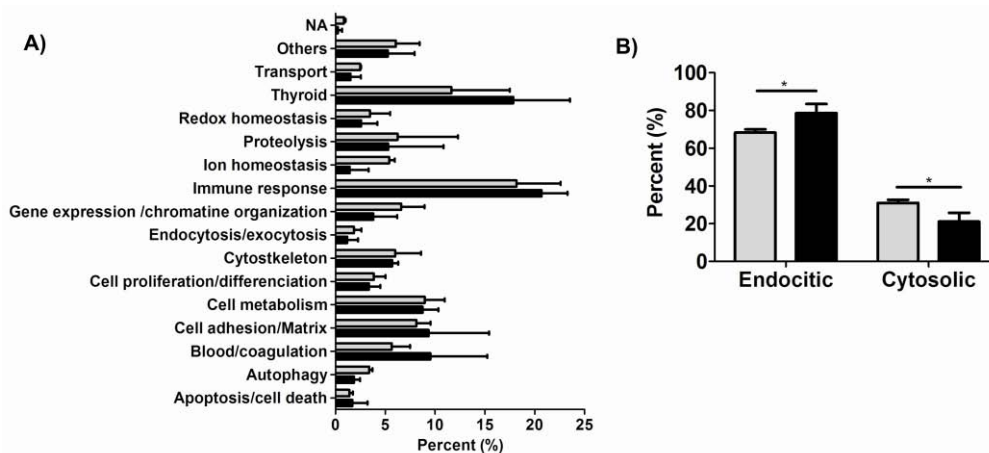 A)
NA
Others
Transport
Thyroid
Redox homeostasis
Proteolysis
Ion homeostasis
Immune response
Gene expression /chromatine organization
Endocytosis/exocytosis
Cytostkeleton
Cell proliferation/differenciation
Cell metabolism
Cell adhesion/Matrix
Blood/coagulation
Autophagy
Apoptosis/cell death
0 5 10 15 20 25
Percent (%)
B)
Percent (%)
100
80
60
40
20
0
*
*
Endocitic Cytosolic